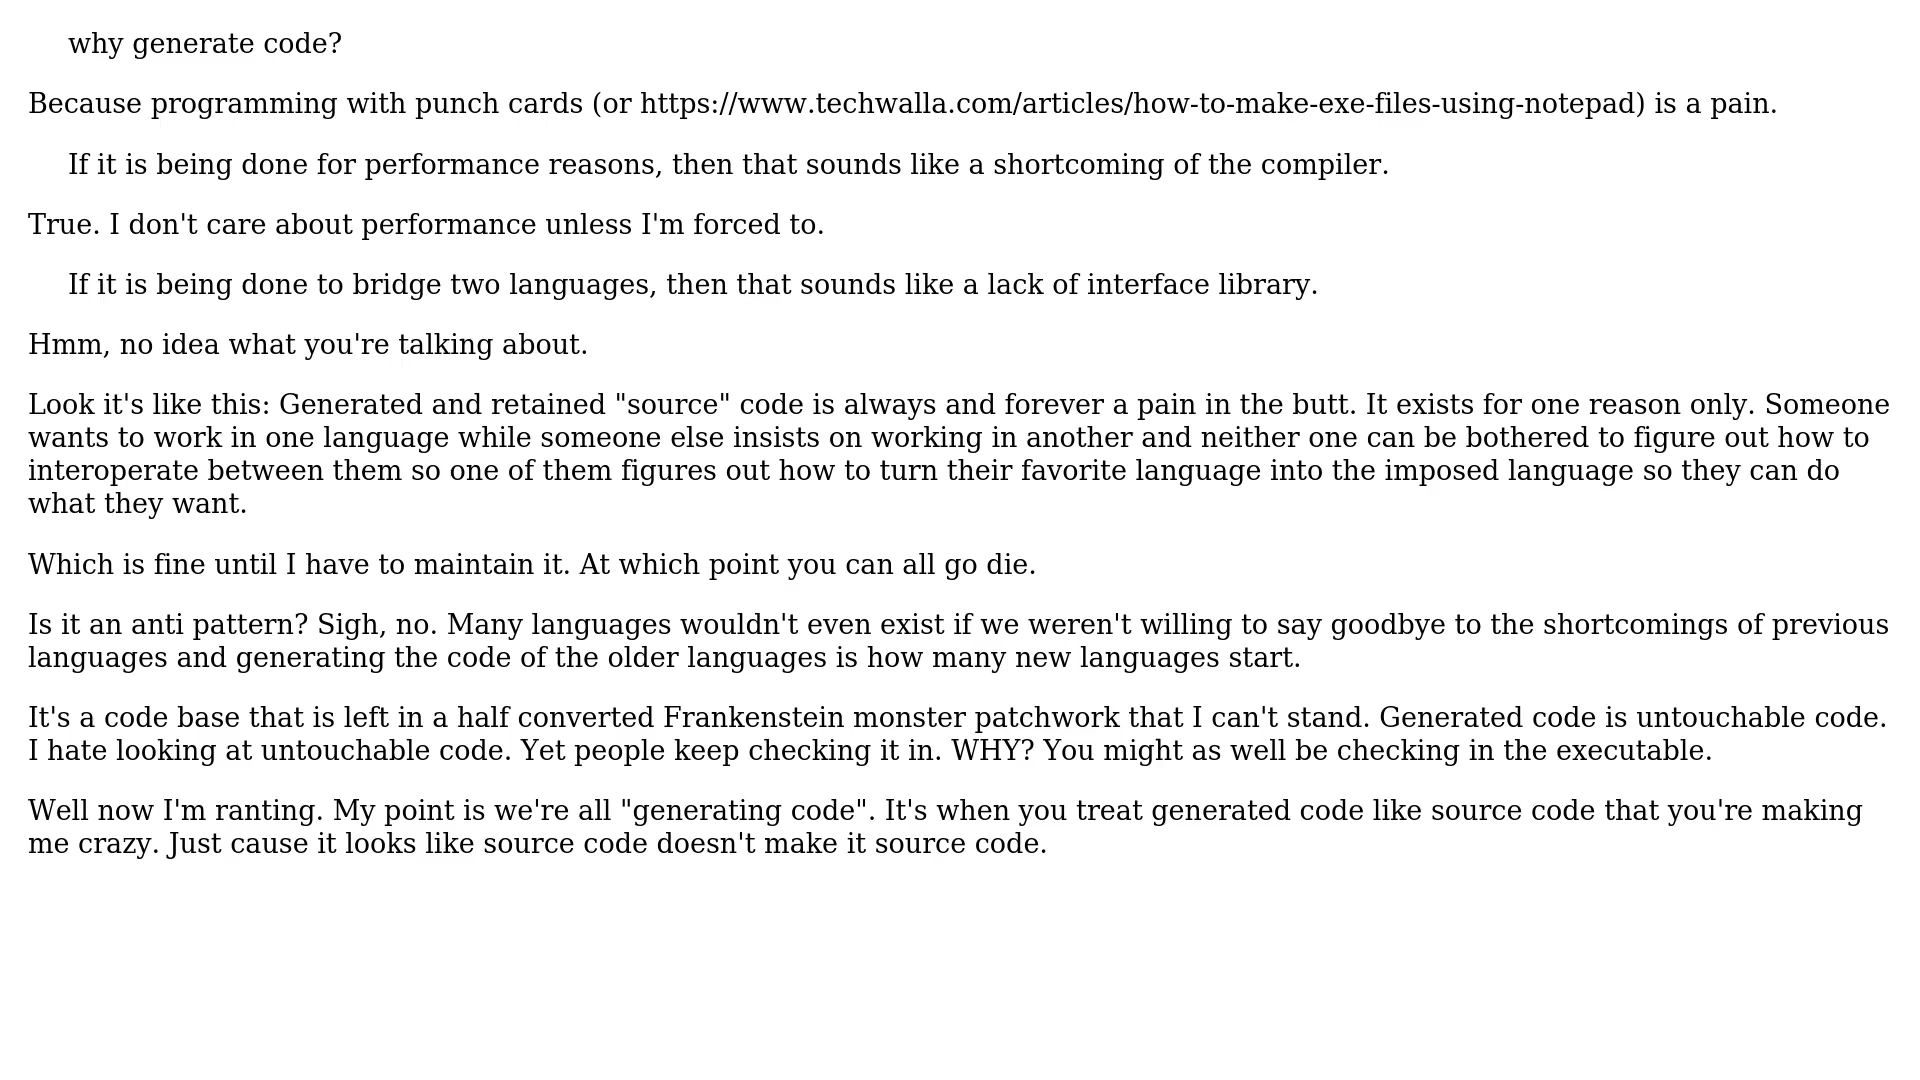 why generate code?
Because programming with punch cards (or https://www.techwalla.com/articles/how-to-make-exe-files-using-notepad) is a pain.
If it is being done for performance reasons, then that sounds like a shortcoming of the compiler.
True. I don't care about performance unless I'm forced to.
If it is being done to bridge two languages, then that sounds like a lack of interface library.
Hmm, no idea what you're talking about.
Look it's like this: Generated and retained "source" code is always and forever a pain in the butt. It exists for one reason only. Someone
wants to work in one language while someone else insists on working in another and neither one can be bothered to figure out how to
interoperate between them so one of them figures out how to turn their favorite language into the imposed language so they can do
what they want.
Which is fine until I have to maintain it. At which point you can all go die.
Is it an anti pattern? Sigh, no. Many languages wouldn't even exist if we weren't willing to say goodbye to the shortcomings of previous
languages and generating the code of the older languages is how many new languages start.
It's a code base that is left in a half converted Frankenstein monster patchwork that I can't stand. Generated code is untouchable code.
I hate looking at untouchable code. Yet people keep checking it in. WHY? You might as well be checking in the executable.
Well now I'm ranting. My point is we're all "generating code". It's when you treat generated code like source code that you're making
me crazy. Just cause it looks like source code doesn't make it source code.